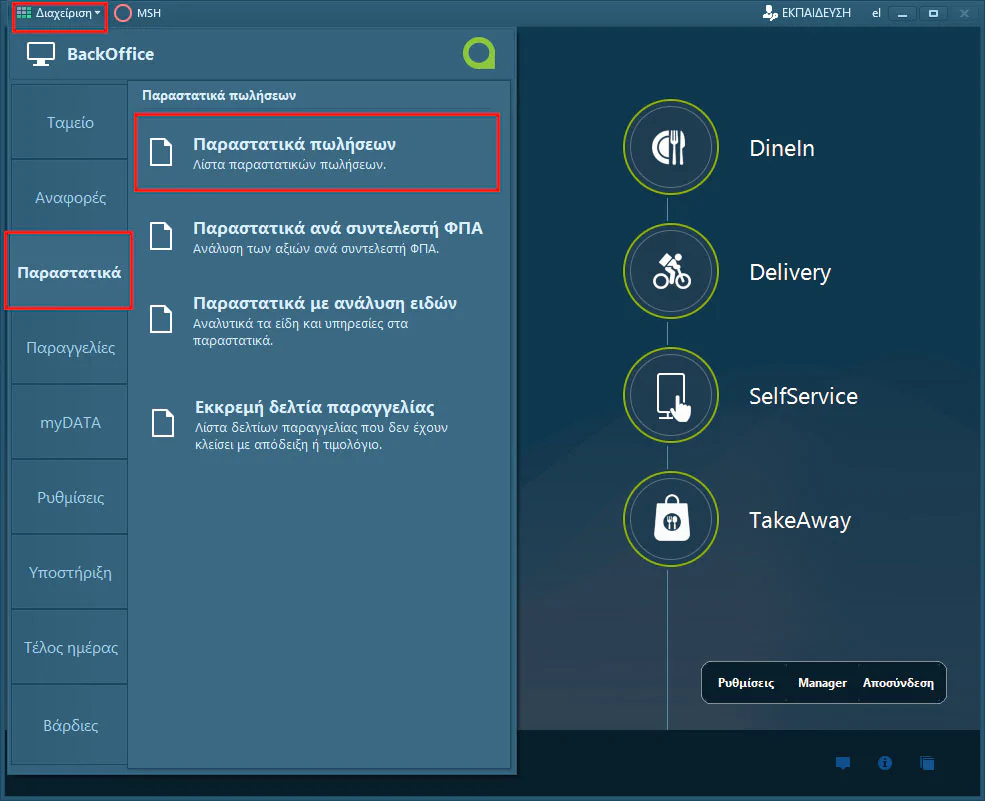 Διαχείριση
MSH
ΕΚΠΑΙΔΕΥΣΗ
el
BackOffice
Ταμείο
Αναφορές
Παραστατικά
Παραγγελίες
myDATA
Ρυθμίσεις
Υποστήριξη
Τέλος ημέρας
Βάρδιες
Παραστατικά πωλήσεων
Παραστατικά πωλήσεων
Λίστα παραστατικών πωλήσεων.
Παραστατικά ανά συντελεστή ΦΠΑ
Ανάλυση των αξιών ανά συντελεστή ΦΠΑ.
Παραστατικά με ανάλυση ειδών
Αναλυτικά τα είδη και υπηρεσίες στα
παραστατικά.
Εκκρεμή δελτία παραγγελίας
Λίστα δελτίων παραγγελίας που δεν έχουν
κλείσει με απόδειξη ή τιμολόγιο.
DineIn
Delivery
SelfService
TakeAway
Ρυθμίσεις
Manager
Αποσύνδεση